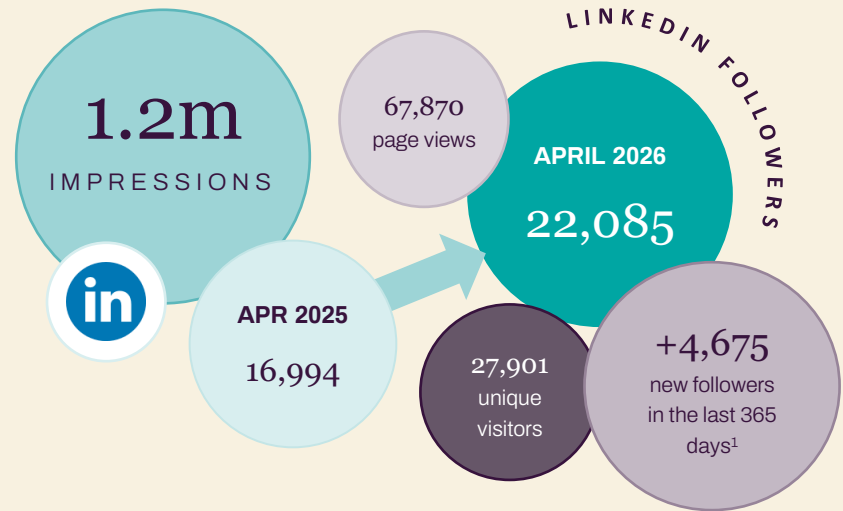 LINKEDIN FOLLOWERS
1.2m
IMPRESSIONS
67,870
page views
APRIL 2026
22,085
in
APR 2025
16,994
27,901
unique
visitors
+4,675
new followers
in the last 365
days¹